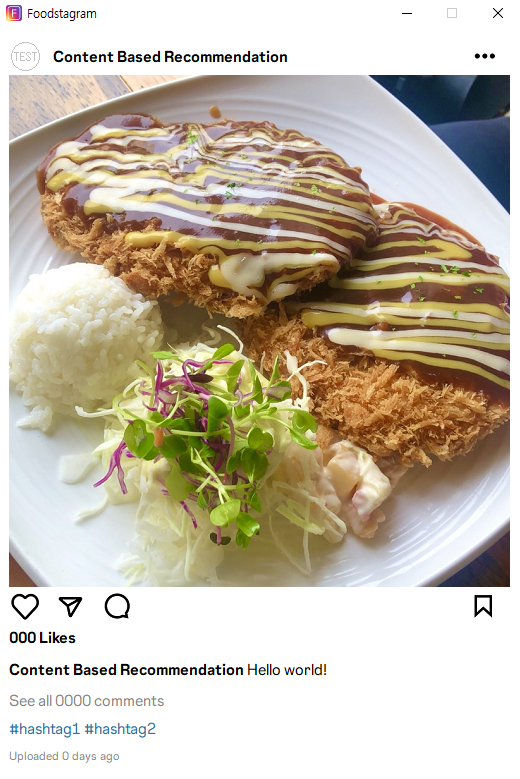 Foodstagram
TEST
Content Based Recommendation
000 Likes
Content Based Recommendation Hello world!
See all 0000 comments
#hashtag1 #hashtag2
Uploaded 0 days ago